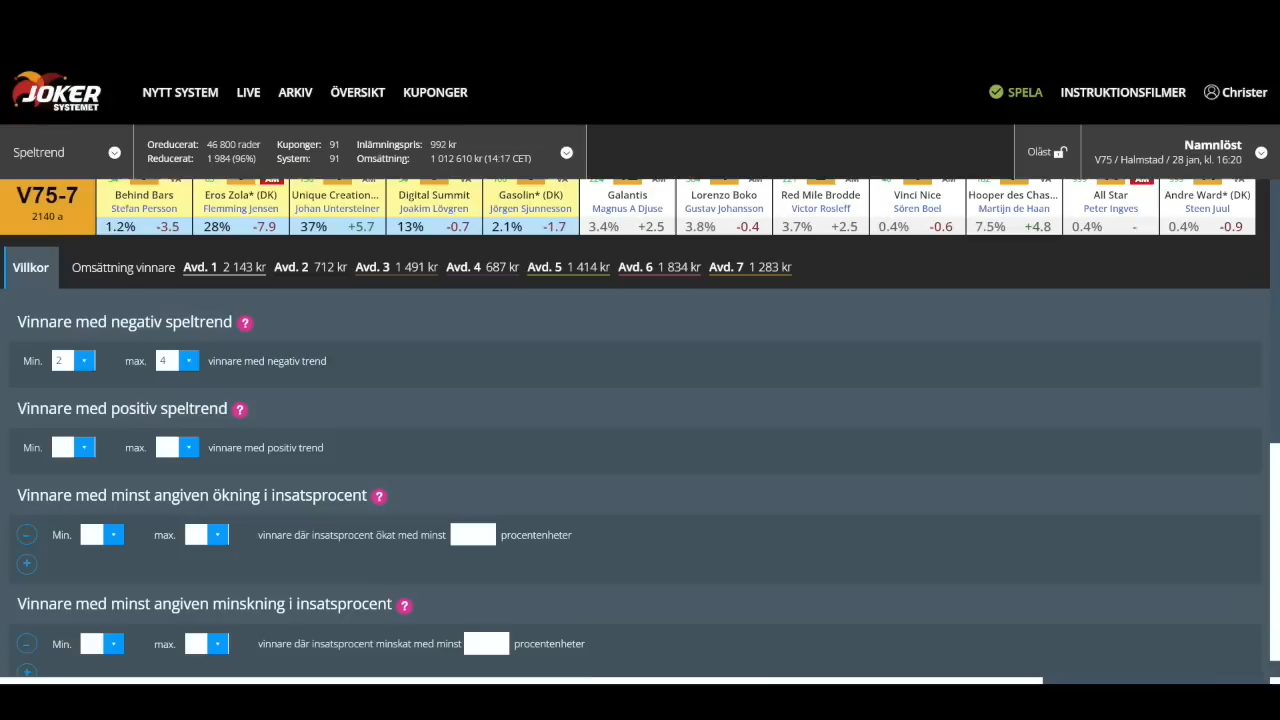 JOKER
SYSTEMET
NYTT SYSTEM LIVE ARKIV ÖVERSIKT KUPONGER
SPELA INSTRUKTIONSFILMER Christer
Speltrend
Oreducerat: 46 800 rader Kuponger: 91 Inlämningspris: 992 kr
Reducerat: 1 984 (96%) System: 91 Omsättning: 1 012 610 kr (14:17 CET)
Olåst
Namnlöst
V75 / Halmstad / 28 jan, kl. 16:20
V75-7
2140 a
Behind Bars Eros Zola* (DK) Unique Creation... Digital Summit Gasolin* (DK) Galantis Lorenzo Boko Red Mile Brodde Vinci Nice Hooper des Chas... All Star Andre Ward* (DK)
Stefan Persson Flemming Jensen Johan Untersteiner Joakim Lövgren Jörgen Sjunnesson Magnus A Djuse Gustav Johansson Victor Rosleff Sören Boel Martijn de Haan Peter Ingves Steen Juul
1.2% -3.5 28% -7.9 37% +5.7 13% -0.7 2.1% -1.7 3.4% +2.5 3.8% -0.4 3.7% +2.5 0.4% -0.6 7.5% +4.8 0.4% - 0.4% -0.9
Villkor Omsättning vinnare Avd. 1 2 143 kr Avd. 2 712 kr Avd. 3 1 491 kr Avd. 4 687 kr Avd. 5 1 414 kr Avd. 6 1 834 kr Avd. 7 1 283 kr
Vinnare med negativ speltrend ?
Min. 2 max. 4 vinnare med negativ trend
Vinnare med positiv speltrend ?
Min. max. vinnare med positiv trend
Vinnare med minst angiven ökning i insatsprocent ?
− Min. max. vinnare där insatsprocent ökat med minst procentenheter
+
Vinnare med minst angiven minskning i insatsprocent ?
− Min. max. vinnare där insatsprocent minskat med minst procentenheter
+